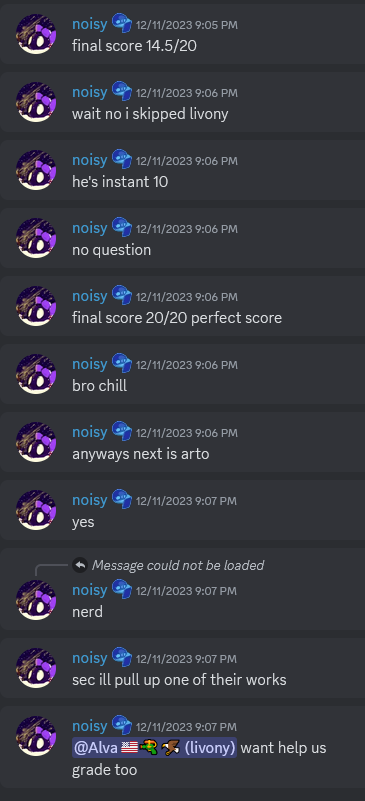 noisy 12/11/2023 9:05 PM
final score 14.5/20
noisy 12/11/2023 9:06 PM
wait no i skipped livony
noisy 12/11/2023 9:06 PM
he's instant 10
noisy 12/11/2023 9:06 PM
no question
noisy 12/11/2023 9:06 PM
final score 20/20 perfect score
noisy 12/11/2023 9:06 PM
bro chill
noisy 12/11/2023 9:06 PM
anyways next is arto
noisy 12/11/2023 9:07 PM
yes
Message could not be loaded
noisy 12/11/2023 9:07 PM
nerd
noisy 12/11/2023 9:07 PM
sec ill pull up one of their works
noisy 12/11/2023 9:07 PM
@Alva (livony) want help us
grade too